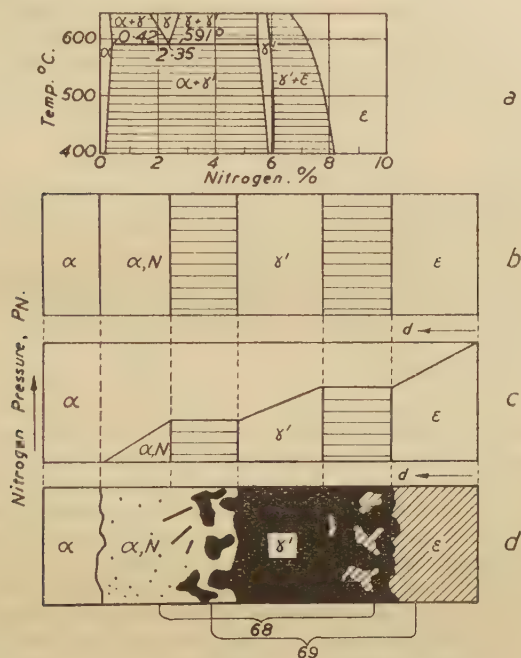 α+γ γ γ+γ'
0·42 591°
α 2·35 γ'
600
α+γ' γ'+ε
500
ε
400
Temp. °C.
0 2 4 6 8 10
Nitrogen. %
a
α α,N γ' ε
b
d
Nitrogen Pressure, PN.
α α,N γ' ε
c
d
α α,N γ' ε
d
68
69